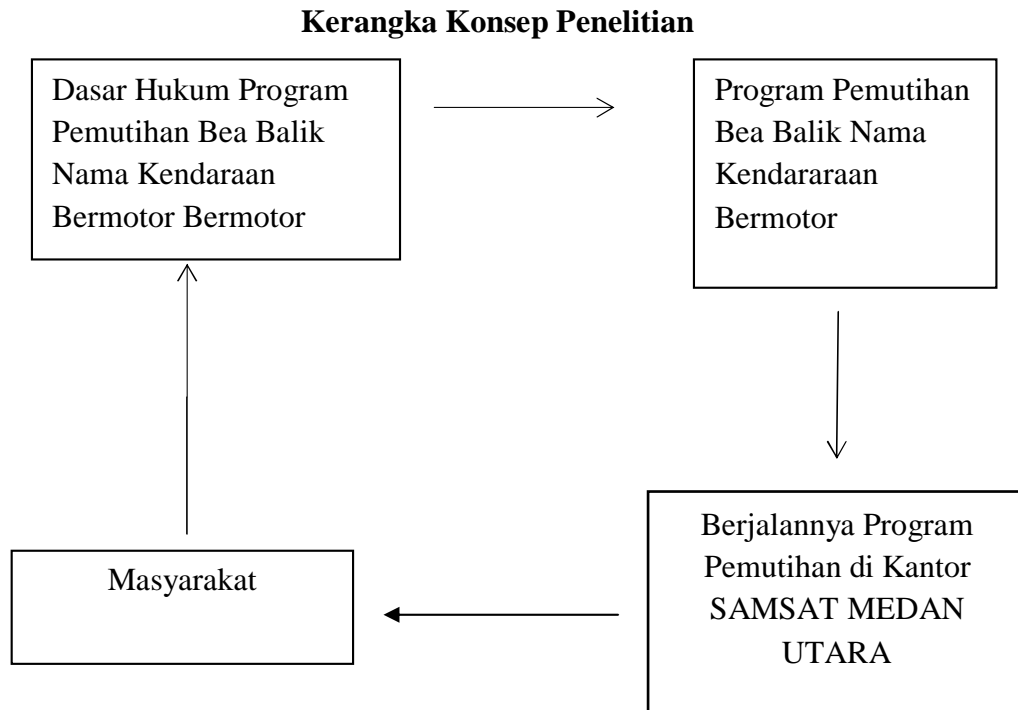 Kerangka Konsep Penelitian
Dasar Hukum Program
Pemutihan Bea Balik
Nama Kendaraan
Bermotor Bermotor
Program Pemutihan
Bea Balik Nama
Kendararaan
Bermotor
Berjalannya Program
Pemutihan di Kantor
SAMSAT MEDAN
UTARA
Masyarakat